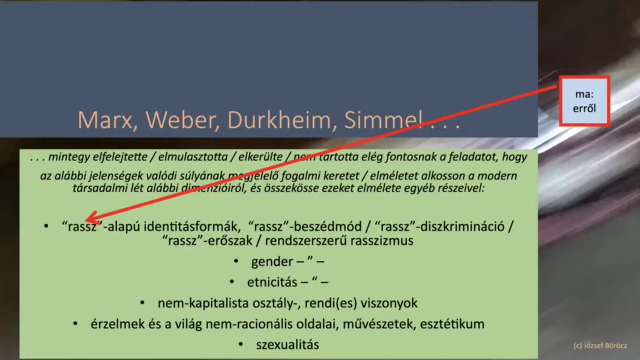 ma:
erről
Marx, Weber, Durkheim, Simmel . . .
. . . mintegy elfelejtette / elmulasztotta / elkerülte / nem tartotta elég fontosnak a feladatot, hogy
az alábbi jelenségek valódi súlyának megfelelő fogalmi keretet / elméletet alkosson a modern
társadalmi lét alábbi dimenzióiról, és összekösse ezeket elmélete egyéb részeivel:
• “rassz”-alapú identitásformák, “rassz”-beszédmód / “rassz”-diszkrimináció /
“rassz”-erőszak / rendszerszerű rasszizmus
• gender – ” –
• etnicitás – “ –
• nem-kapitalista osztály-, rendi(es) viszonyok
• érzelmek és a világ nem-racionális oldalai, művészetek, esztétikum
• szexualitás
(c) József Böröcz